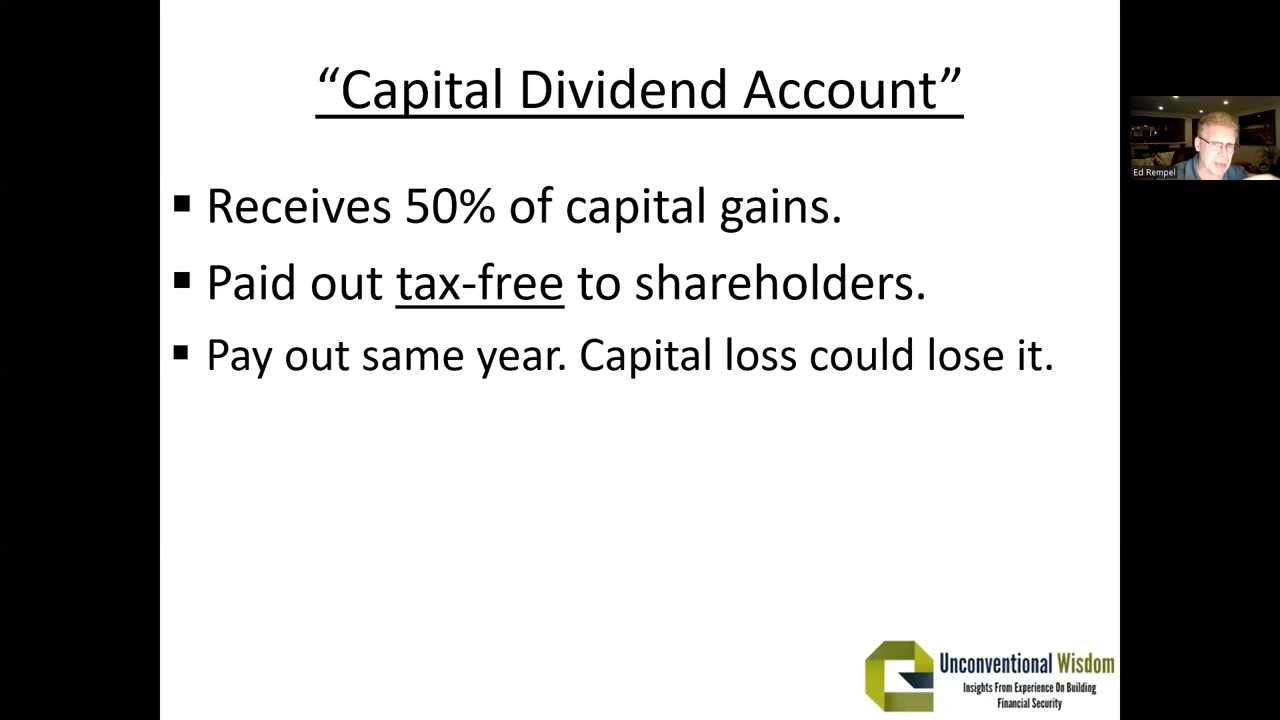 “Capital Dividend Account”
▪ Receives 50% of capital gains.
▪ Paid out tax-free to shareholders.
▪ Pay out same year. Capital loss could lose it.
Ed Rempel
Unconventional Wisdom
Insights From Experience On Building
Financial Security